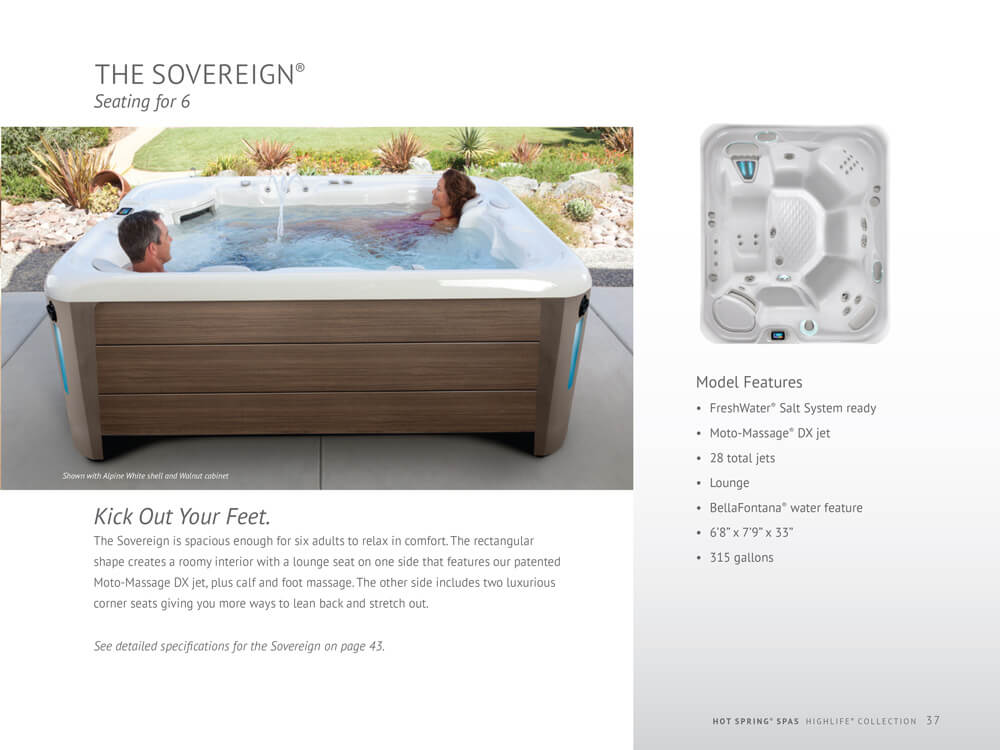 THE SOVEREIGN®
Seating for 6
Shown with Alpine White shell and Walnut cabinet
Kick Out Your Feet.
The Sovereign is spacious enough for six adults to relax in comfort. The rectangular
shape creates a roomy interior with a lounge seat on one side that features our patented
Moto-Massage DX jet, plus calf and foot massage. The other side includes two luxurious
corner seats giving you more ways to lean back and stretch out.
See detailed specifications for the Sovereign on page 43.
Model Features
• FreshWater® Salt System ready
• Moto-Massage® DX jet
• 28 total jets
• Lounge
• BellaFontana® water feature
• 6'8” x 7'9” x 33”
• 315 gallons
HOT SPRING® SPAS HIGHLIFE® COLLECTION 37